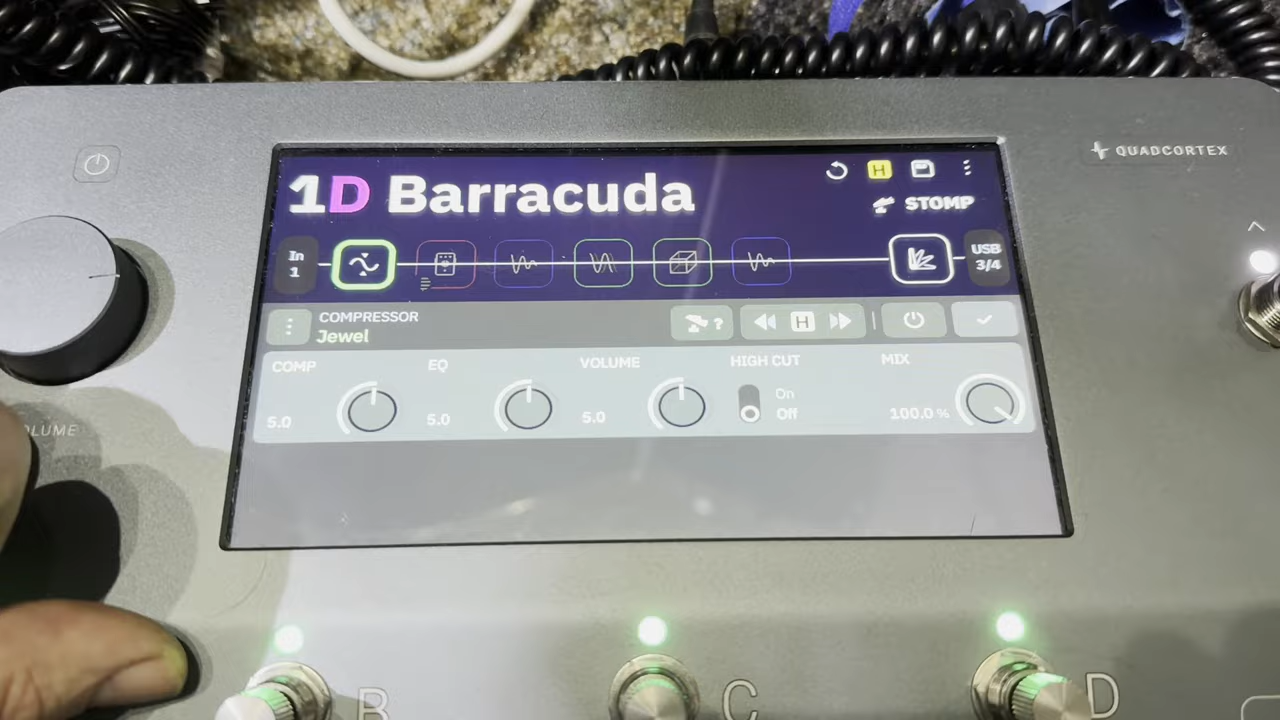 QUADCORTEX
1D Barracuda
H
STOMP
In
1
USB
3/4
COMPRESSOR
Jewel
?
H
COMP
5.0
EQ
5.0
VOLUME
5.0
HIGH CUT
On
Off
MIX
100.0 %
B
C
D